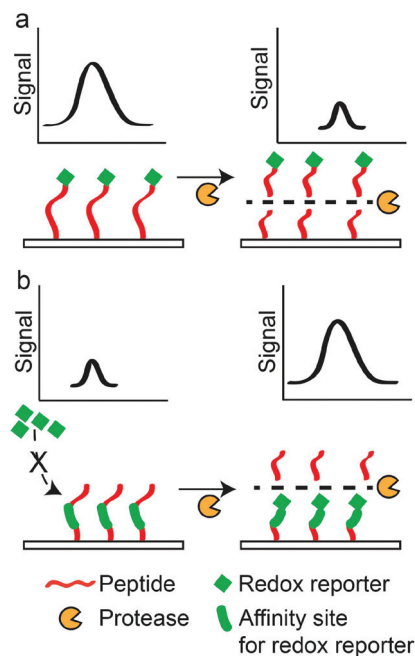 a
Signal
Signal
b
Signal
Signal
X
Peptide
Redox reporter
Protease
Affinity site
for redox reporter